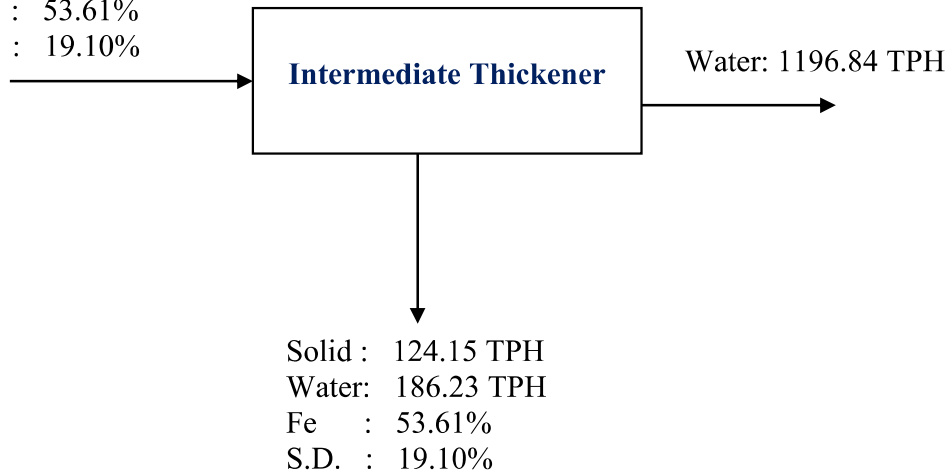 : 53.61%
: 19.10%
Intermediate Thickener
Water: 1196.84 TPH
Solid : 124.15 TPH
Water: 186.23 TPH
Fe : 53.61%
S.D. : 19.10%